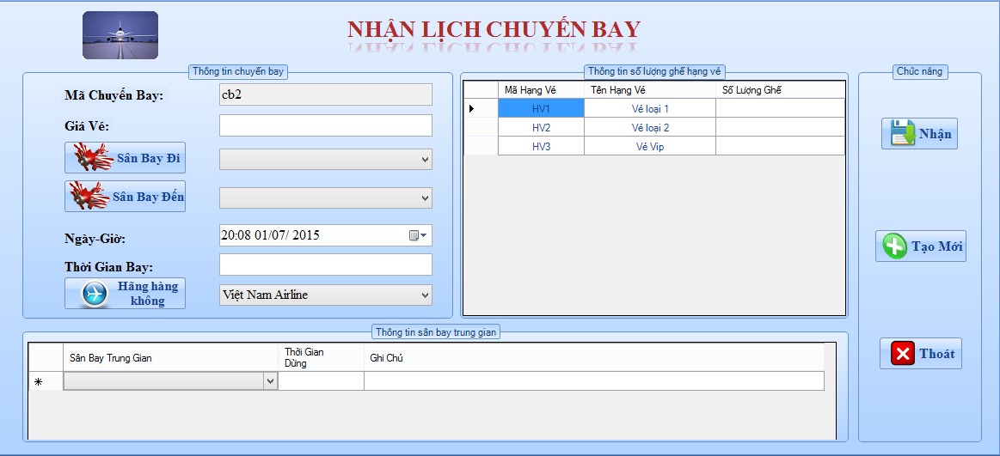 NHẬN LỊCH CHUYẾN BAY
Thông tin chuyến bay
Mã Chuyến Bay:
cb2
Giá Vé:
Sân Bay Đi
Sân Bay Đến
Ngày-Giờ:
20:08 01/07/ 2015
Thời Gian Bay:
Hãng hàng
không
Việt Nam Airline
Thông tin số lượng ghế hạng vé
Mã Hạng Vé Tên Hạng Vé Số Lượng Ghế
HV1 Vé loại 1
HV2 Vé loại 2
HV3 Vé Vip
Chức năng
Nhận
Tạo Mới
Thoát
Thông tin sân bay trung gian
Sân Bay Trung Gian
Thời Gian
Dừng
Ghi Chú